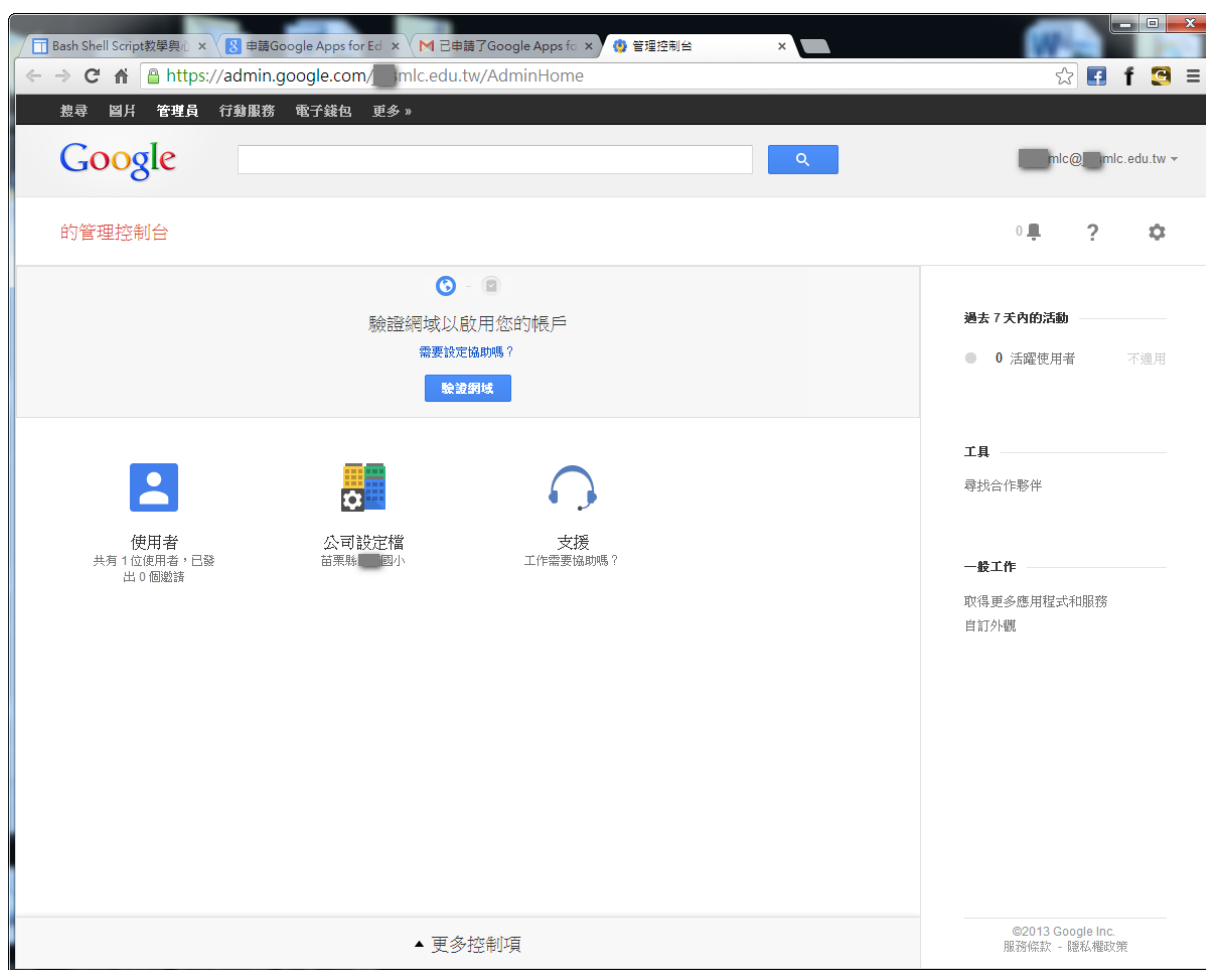 Bash Shell Script教學與心
申請Google Apps for Ed
已申請了Google Apps fo
管理控制台
https://admin.google.com/ mlc.edu.tw/AdminHome
搜尋 圖片 管理員 行動服務 電子錢包 更多 »
Google
mlc@ mlc.edu.tw
的管理控制台
0
?
驗證網域以啟用您的帳戶
需要設定協助嗎？
驗證網域
使用者
共有 1 位使用者，已發
出 0 個邀請
公司設定檔
苗栗縣 國小
支援
工作需要協助嗎？
過去 7 天內的活動
0 活躍使用者 不適用
工具
尋找合作夥伴
一般工作
取得更多應用程式和服務
自訂外觀
▲ 更多控制項
©2013 Google Inc.
服務條款 - 隱私權政策